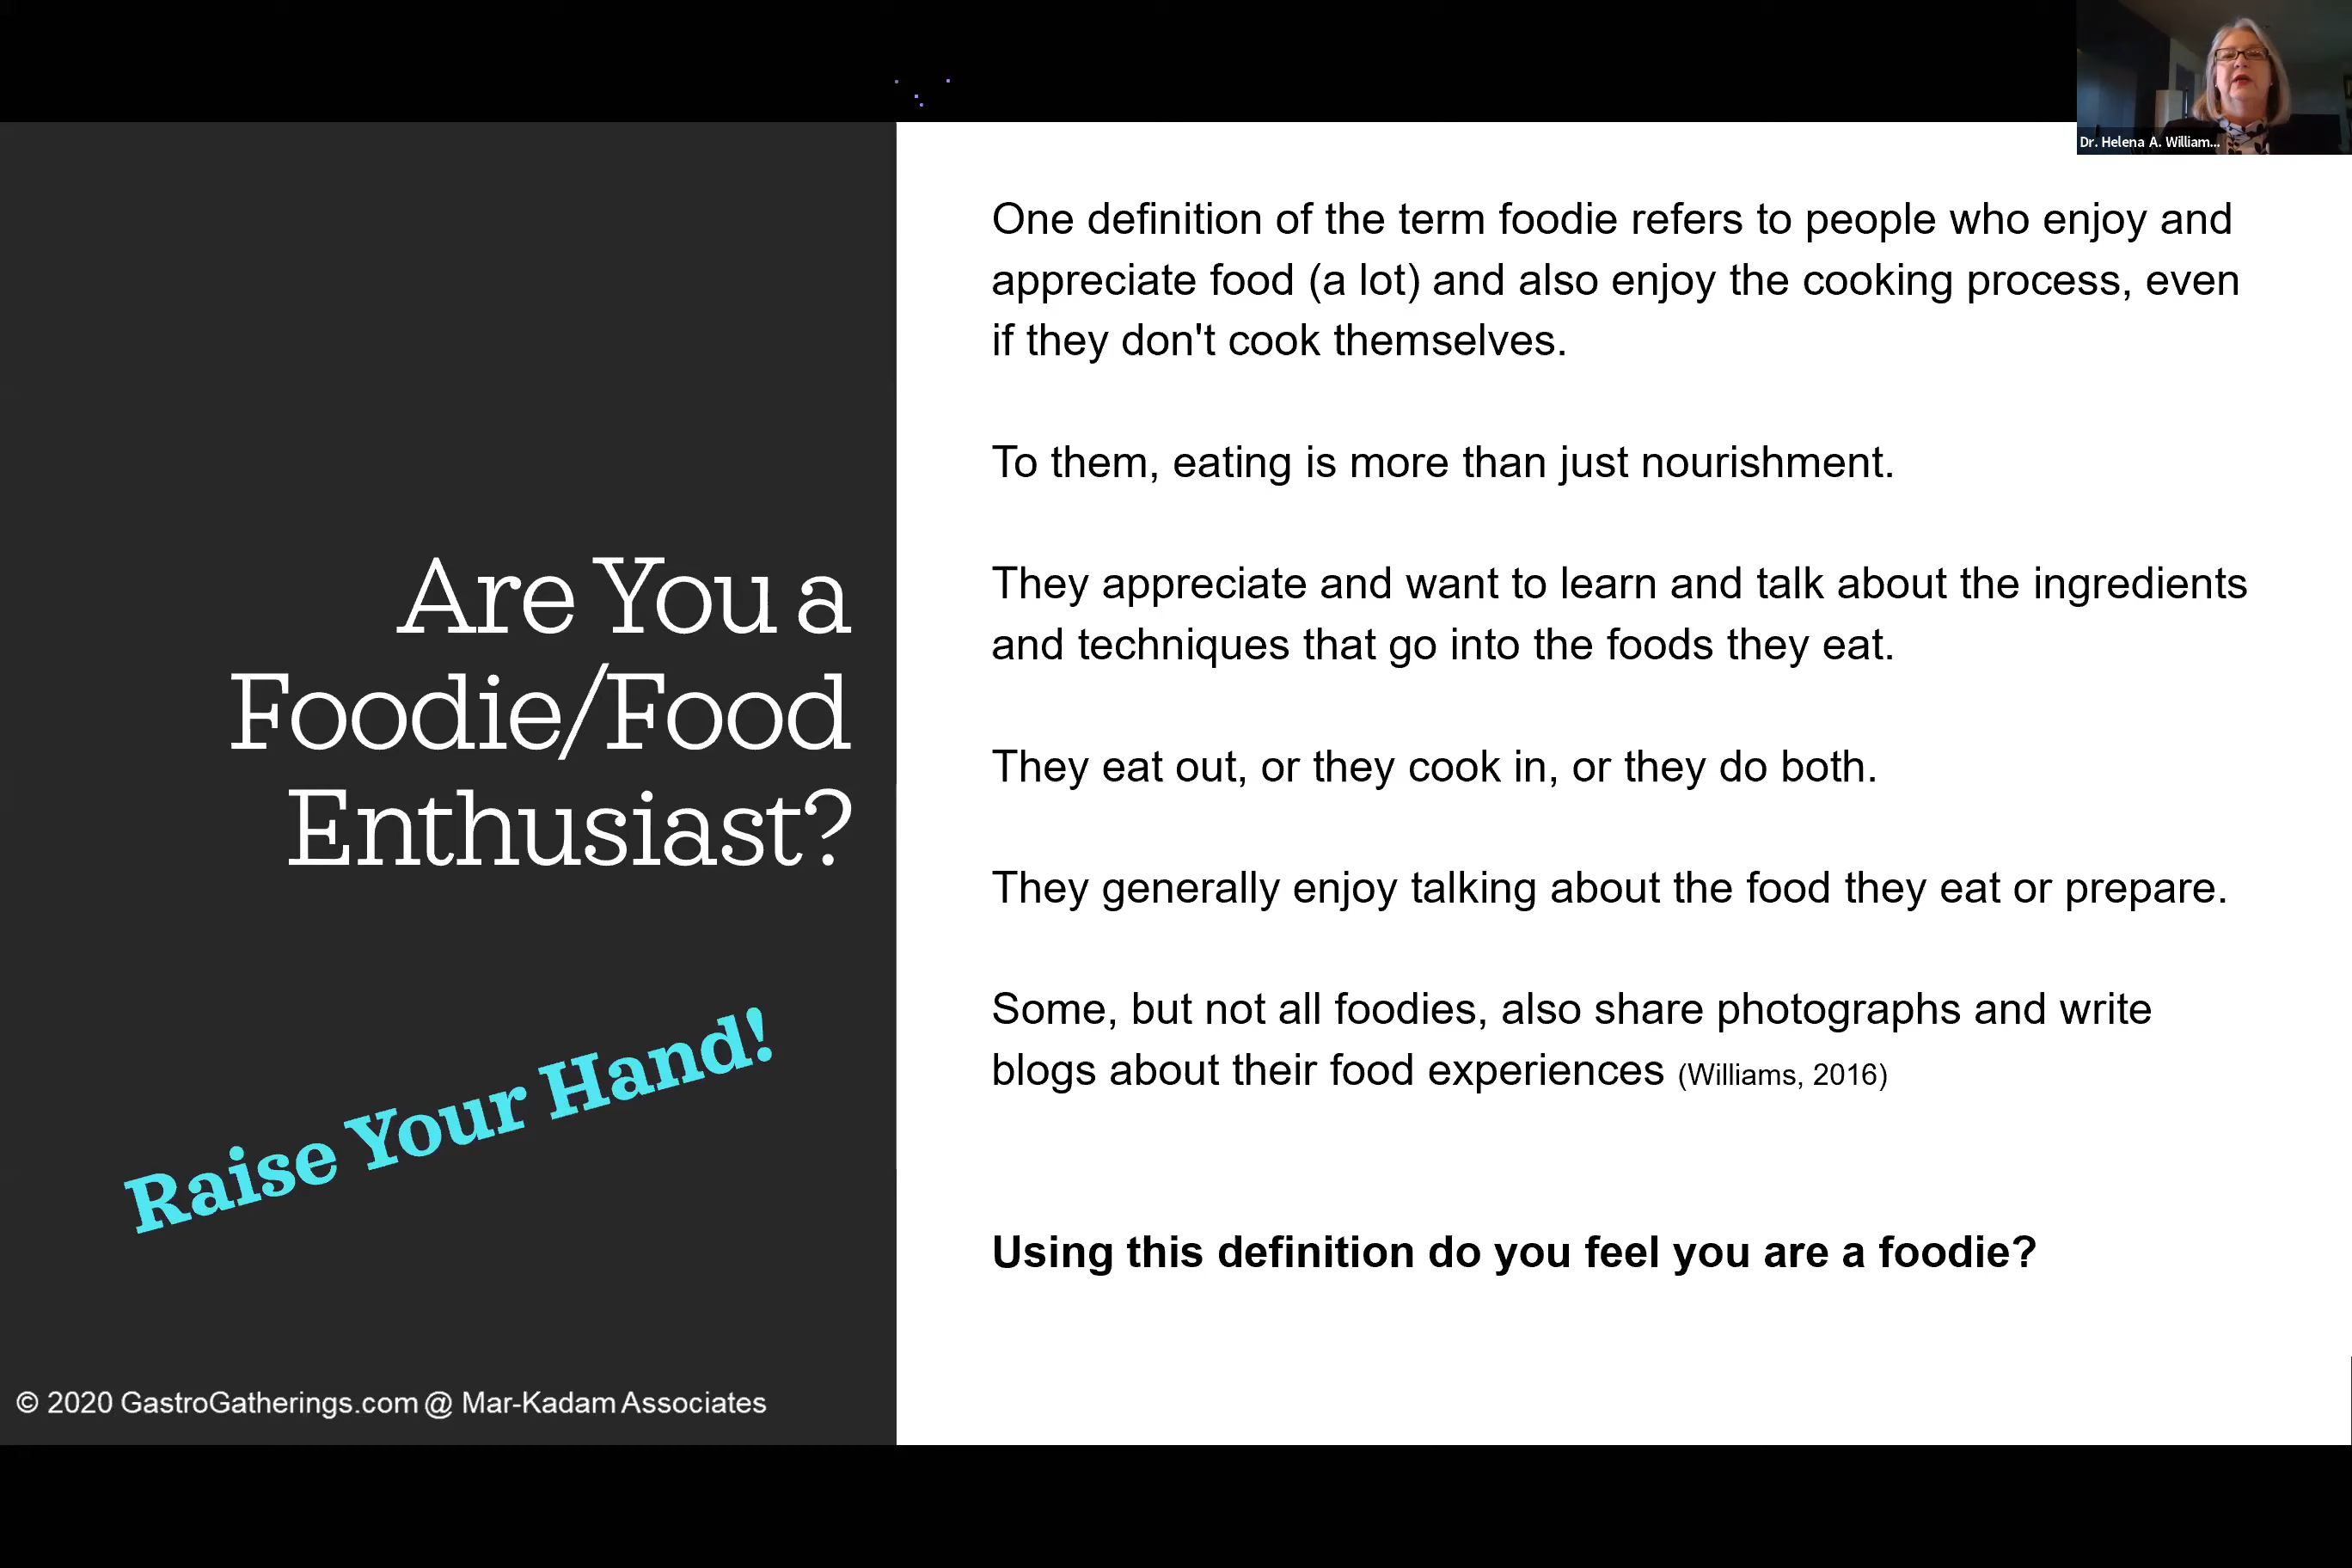 Dr. Helena A. William...
Are You a
Foodie/Food
Enthusiast?
Raise Your Hand!
© 2020 GastroGatherings.com @ Mar-Kadam Associates
One definition of the term foodie refers to people who enjoy and
appreciate food (a lot) and also enjoy the cooking process, even
if they don't cook themselves.
To them, eating is more than just nourishment.
They appreciate and want to learn and talk about the ingredients
and techniques that go into the foods they eat.
They eat out, or they cook in, or they do both.
They generally enjoy talking about the food they eat or prepare.
Some, but not all foodies, also share photographs and write
blogs about their food experiences (Williams, 2016)
Using this definition do you feel you are a foodie?